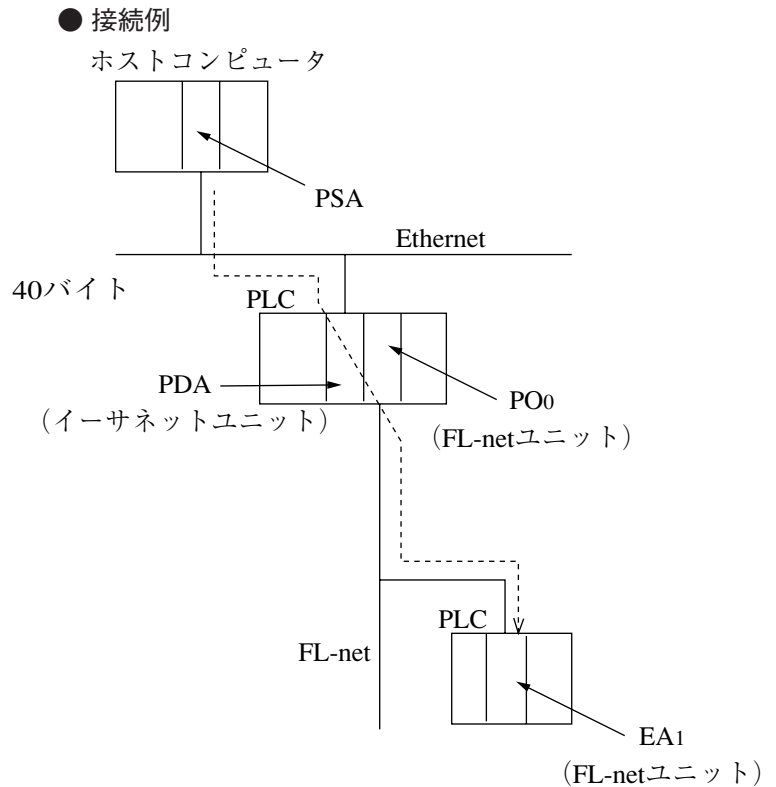 ● 接続例
ホストコンピュータ
PSA
Ethernet
40バイト
PLC
PDA
(イーサネットユニット)
PO0
(FL-netユニット)
PLC
FL-net
EA1
(FL-netユニット)